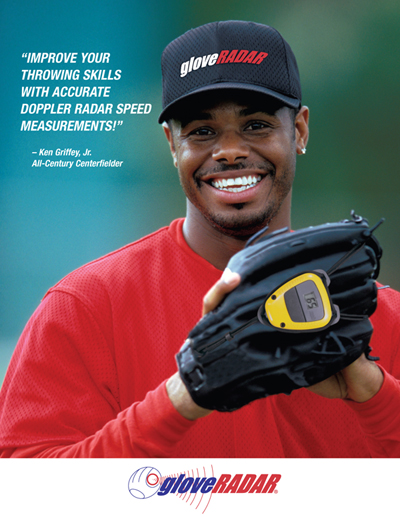 gloveRADAR
“IMPROVE YOUR
THROWING SKILLS
WITH ACCURATE
DOPPLER RADAR SPEED
MEASUREMENTS!”
– Ken Griffey, Jr.
All-Century Centerfielder
gloveRADAR®